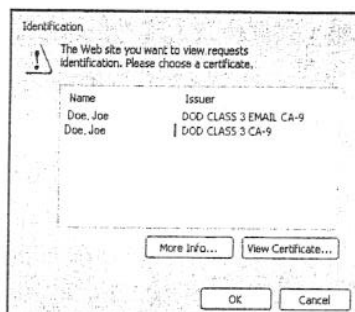 Identification
The Web site you want to view requests
identification. Please choose a certificate.
Name Issuer
Doe, Joe DOD CLASS 3 EMAIL CA-9
Doe, Joe DOD CLASS 3 CA-9
More Info... View Certificate...
OK Cancel